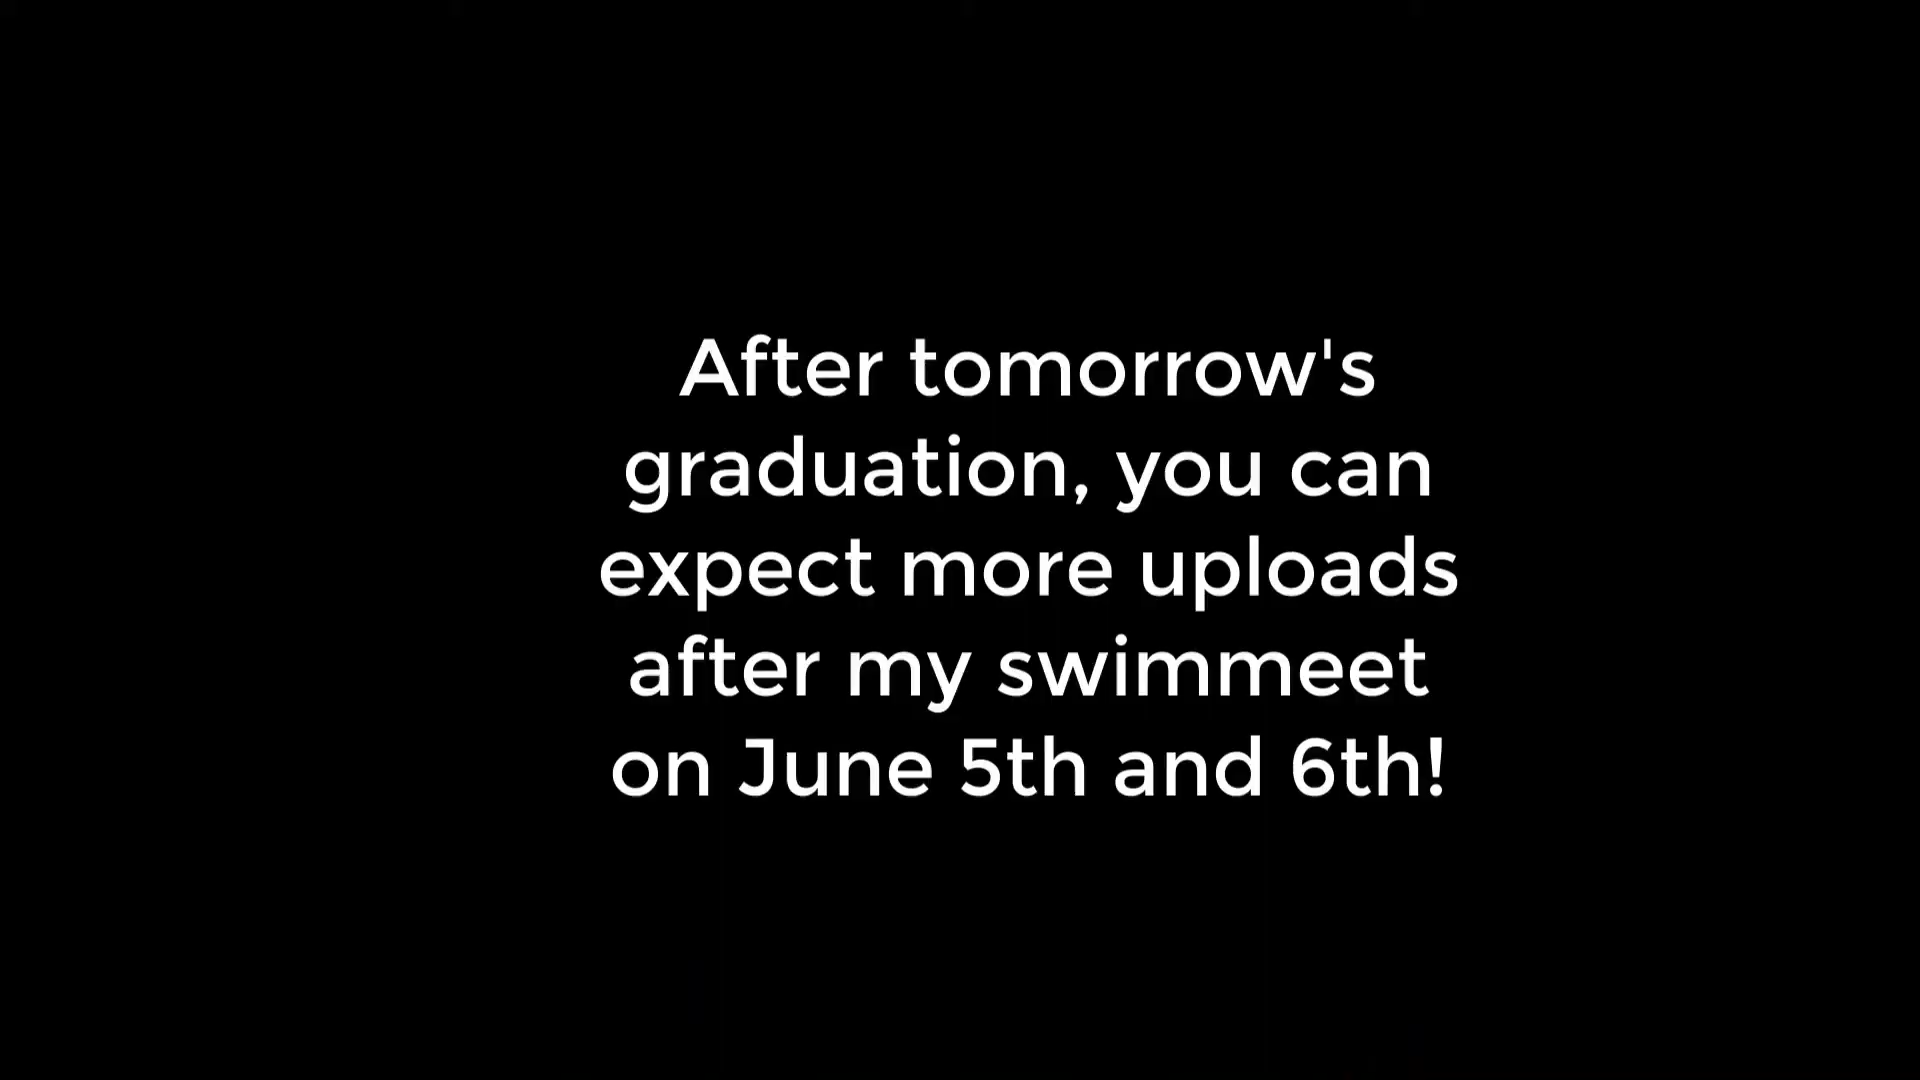 After tomorrow's
graduation, you can
expect more uploads
after my swimmeet
on June 5th and 6th!